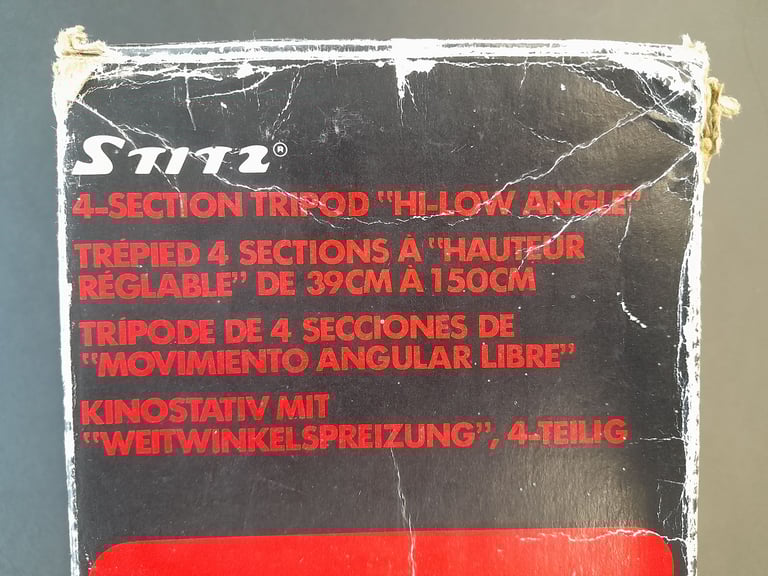 STITZ®
4-SECTION TRIPOD "HI-LOW ANGLE"
TRÉPIED 4 SECTIONS À "HAUTEUR
RÉGLABLE" DE 39CM À 150CM
TRÍPODE DE 4 SECCIONES DE
"MOVIMIENTO ANGULAR LIBRE"
KINOSTATIV MIT
"WEITWINKELSPREIZUNG", 4-TEILIG